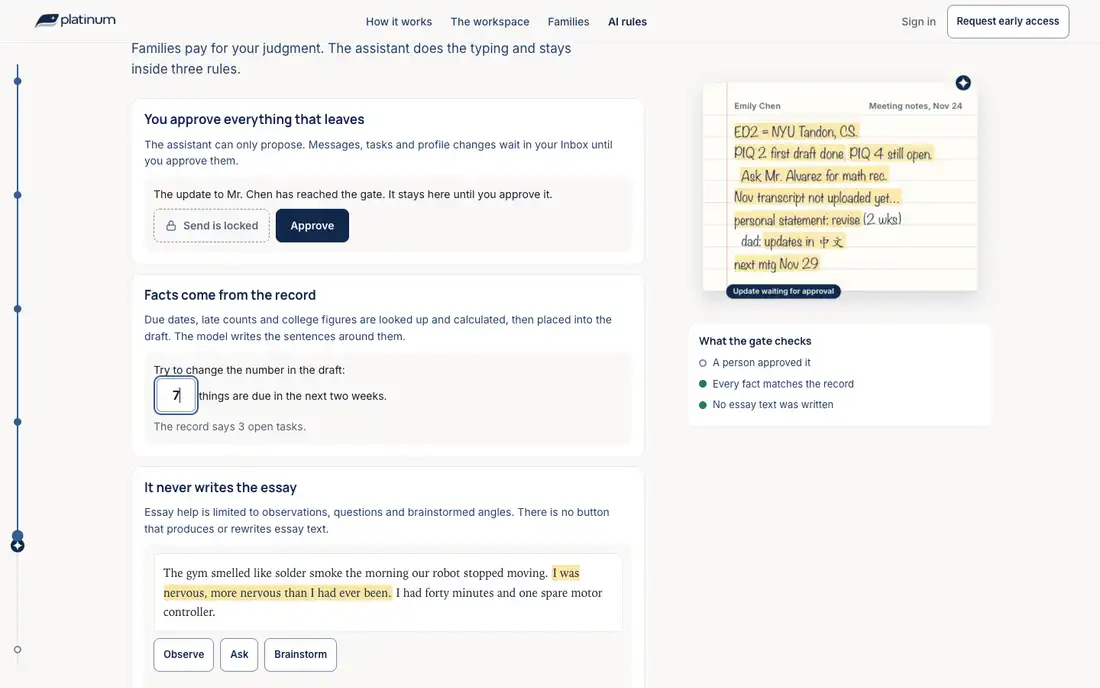 platinum
How it works
The workspace
Families
AI rules
Sign in
Request early access
Families pay for your judgment. The assistant does the typing and stays
inside three rules.
You approve everything that leaves
The assistant can only propose. Messages, tasks and profile changes wait in your Inbox until
you approve them.
The update to Mr. Chen has reached the gate. It stays here until you approve it.
Send is locked
Approve
Facts come from the record
Due dates, late counts and college figures are looked up and calculated, then placed into the
draft. The model writes the sentences around them.
Try to change the number in the draft:
7 things are due in the next two weeks.
The record says 3 open tasks.
It never writes the essay
Essay help is limited to observations, questions and brainstormed angles. There is no button
that produces or rewrites essay text.
The gym smelled like solder smoke the morning our robot stopped moving. I was
nervous, more nervous than I had ever been. I had forty minutes and one spare motor
controller.
Observe
Ask
Brainstorm
Emily Chen
Meeting notes, Nov 24
ED2 = NYU Tandon, CS.
PIQ 2 first draft done. PIQ 4 still open.
Ask Mr. Alvarez for math rec.
Nov transcript not uploaded yet...
personal statement: revise (2 wks)
dad: updates in 中文
next mtg Nov 29
Update waiting for approval
What the gate checks
A person approved it
Every fact matches the record
No essay text was written